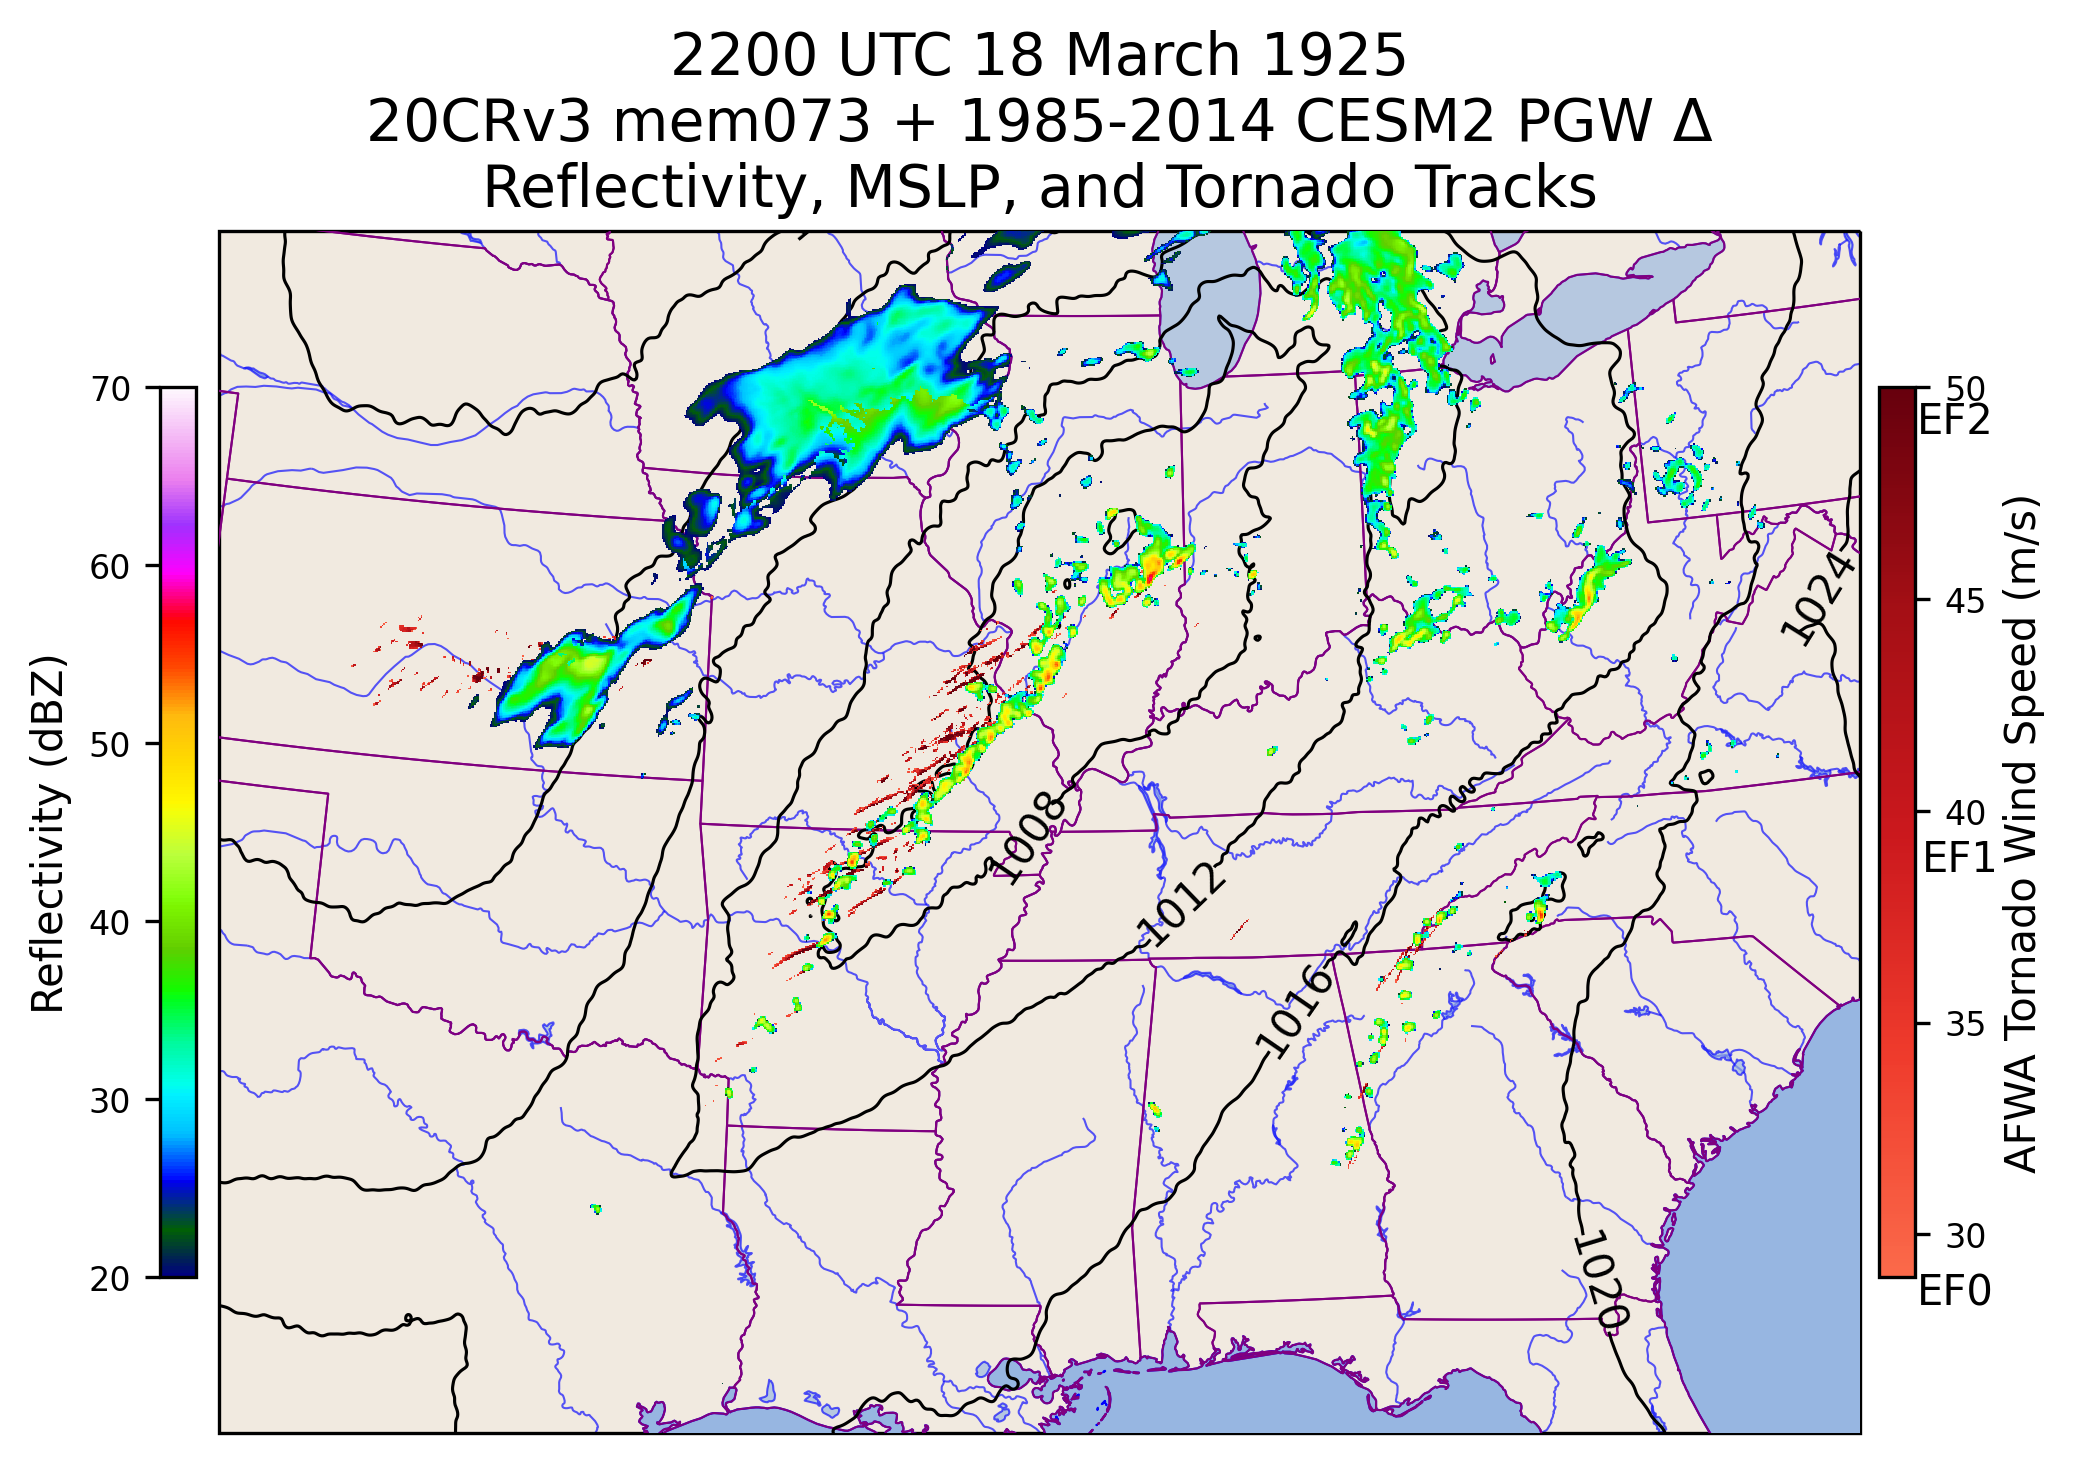 2200 UTC 18 March 1925
20CRv3 mem073 + 1985-2014 CESM2 PGW Δ
Reflectivity, MSLP, and Tornado Tracks
Reflectivity (dBZ)
70
60
50
40
30
20
1024
1008
1012
1016
1020
50
EF2
45
40
EF1
35
30
EF0
AFWA Tornado Wind Speed (m/s)